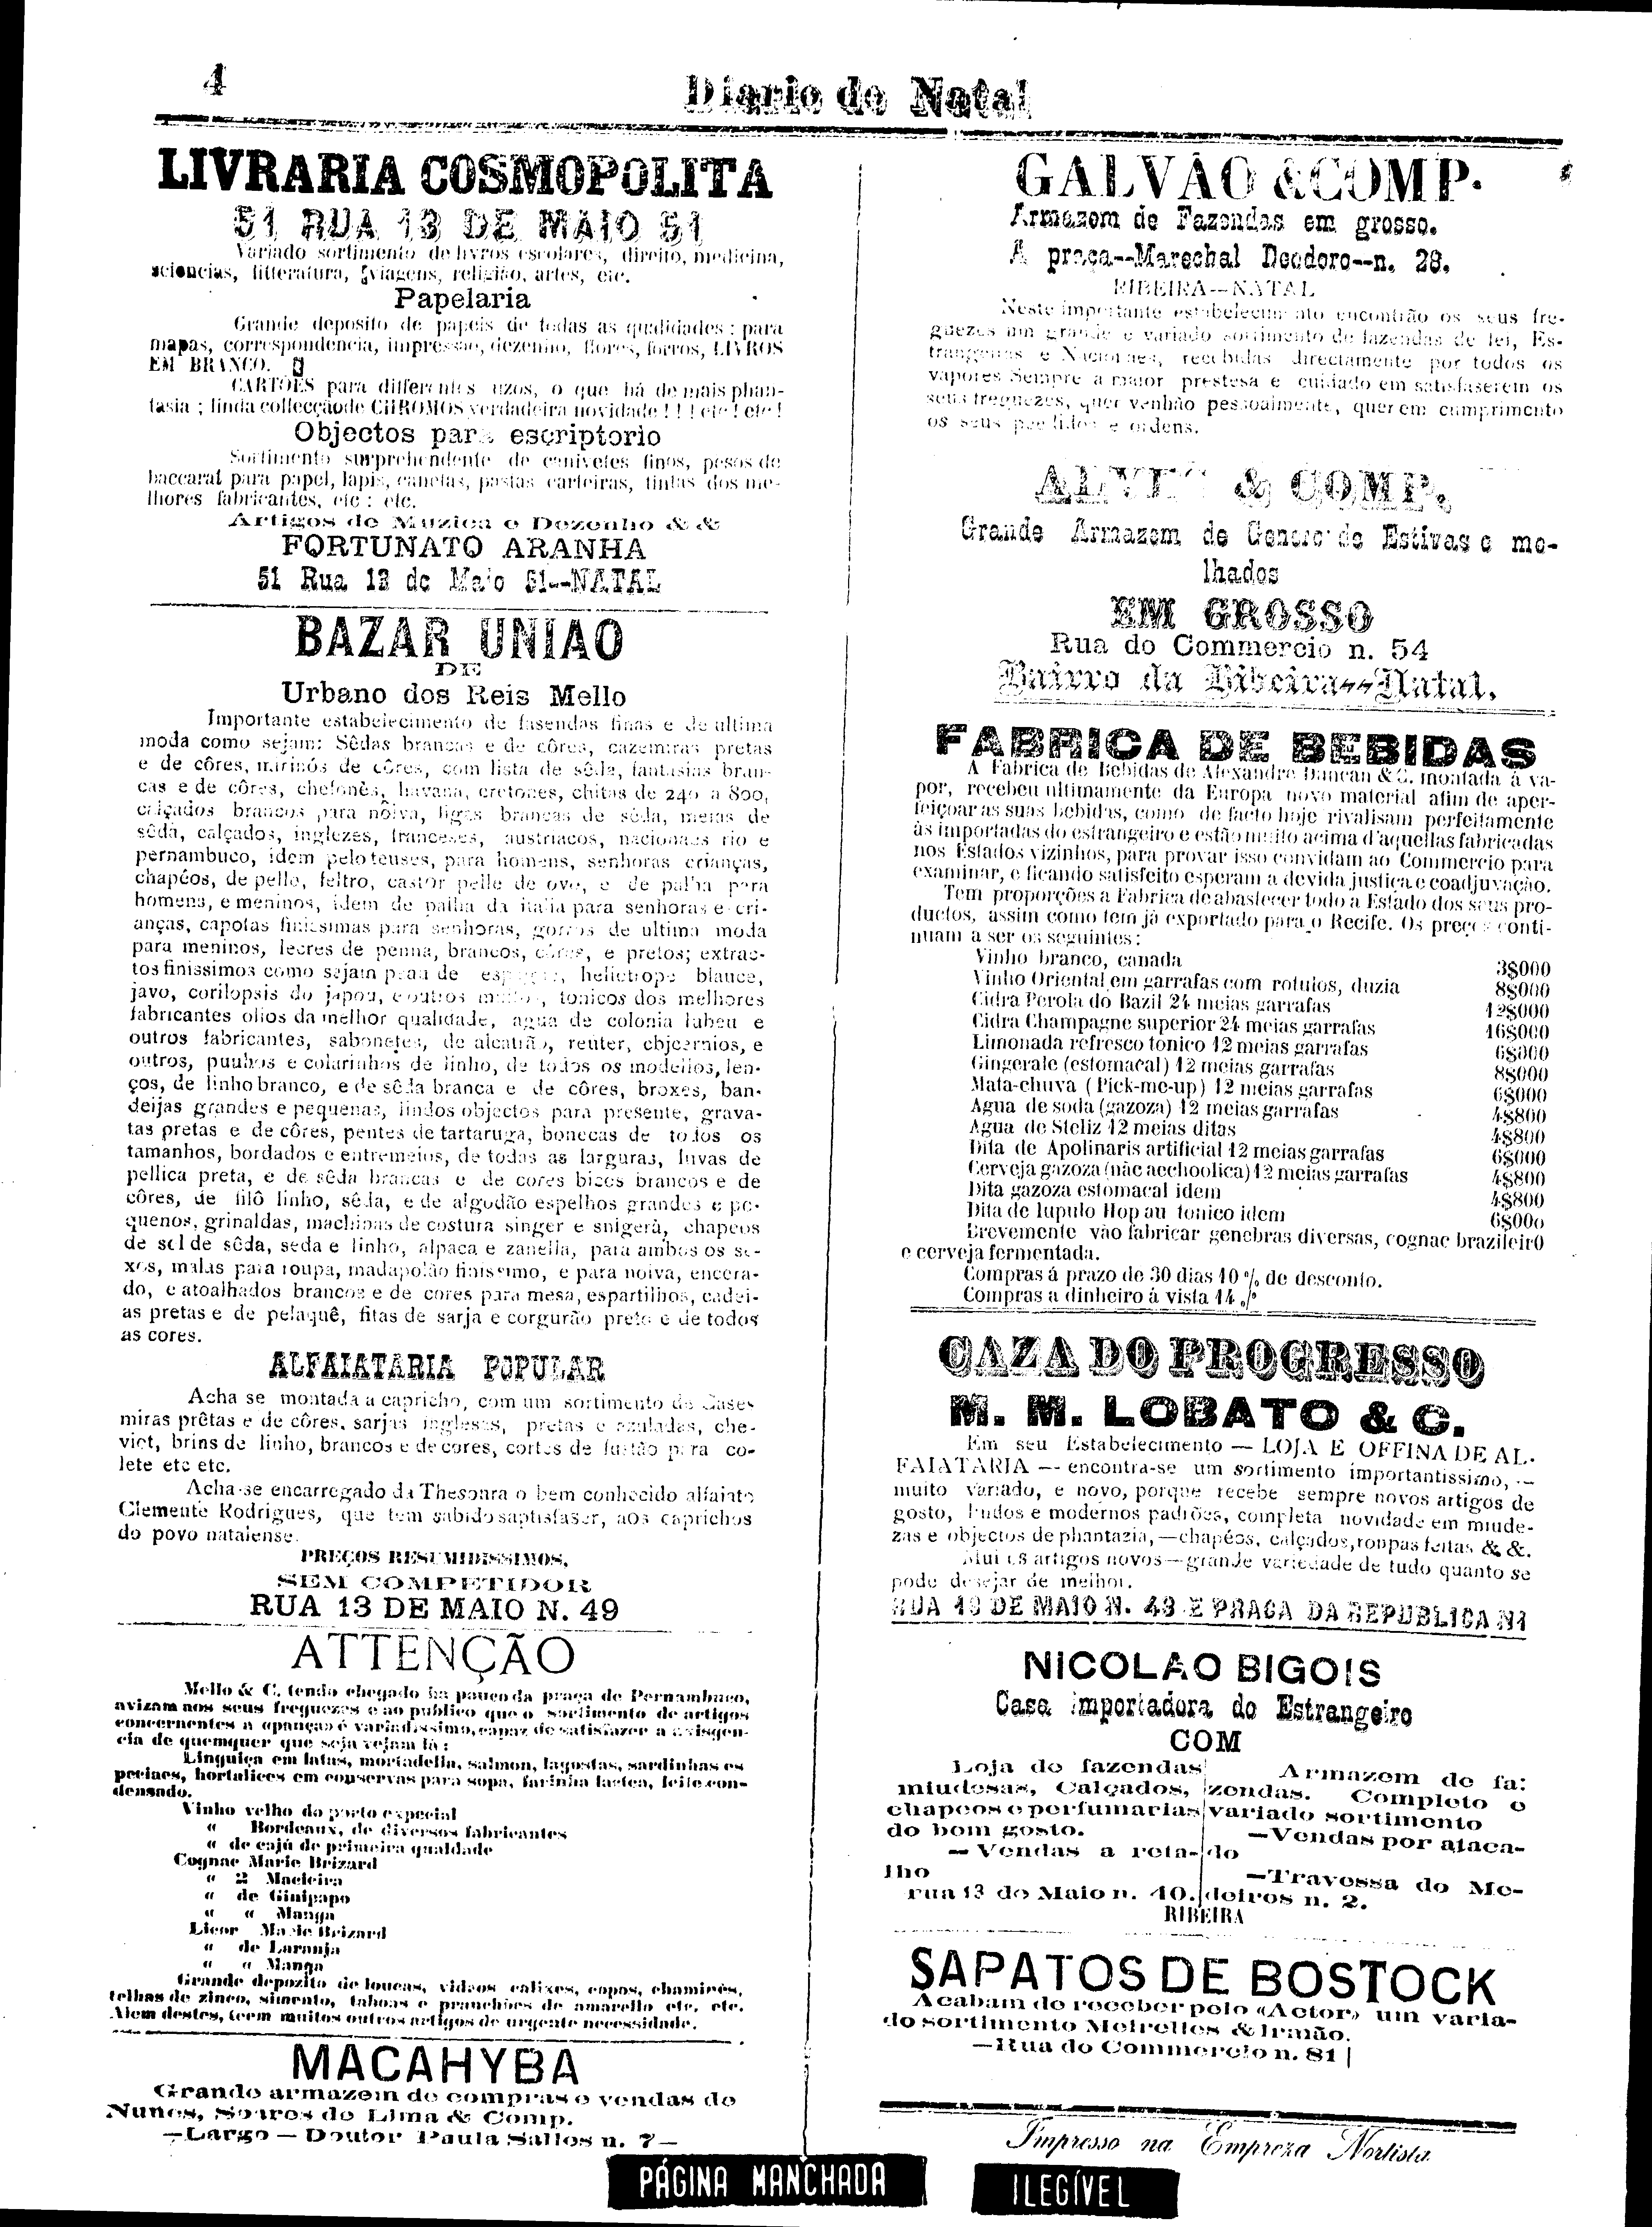 4
Diario do Natal
LIVRARIA COSMOPOLITA
51 RUA 13 DE MAIO 51
Variado sortimento de livros escolares, direito, medicina,
sciencias, litteratura, viagens, religião, artes, etc.
Papelaria
Grande deposito de papeis de todas as qualidades : para
mapas, correspondencia, impressão, dezenho, flores, forros, LIVROS
EM BRANCO.
CARTÕES para differentes uzos, o que há de mais phan-
tasia ; linda collecçãode CHROMOS verdadeira novidade ! ! ! etc ! etc !
Objectos para escriptorio
Sortimento surprehendente de canivetes finos, pesos de
baccarat para papel, lapis, canetas, pastas carteiras, tintas dos me-
lhores fabricantes, etc : etc.
Artigos de Muzica e Dezenho & &
FORTUNATO ARANHA
51 Rua 13 de Maio 51--NATAL
BAZAR UNIAO
DE
Urbano dos Reis Mello
Importante estabelecimento de fasendas finas e de ultima
moda como sejam: Sêdas brancas e de côres, cazemiras pretas
e de côres, mirinós de côres, com lista de sêda, fantasias bran-
cas e de côres, chefonês, havana, cretones, chitas de 240 a 800,
calçados brancos para nôiva, ligas brancas de sêda, meias de
sêda, calçados, inglezes, francezes, austriacos, nacionaes rio e
pernambuco, idem peloteuses, para homens, senhoras crianças,
chapéos, de pello, feltro, castor pelle de ove, e de palha para
homens, e meninos, idem de palha da italia para senhoras e cri-
anças, capotas finissimas para senhoras, gorros de ultima moda
para meninos, lecres de penna, brancos, côres, e pretos; extrac-
tos finissimos como sejam de helictrope blauce,
javo, corilopsis do japou, e outros tonicos dos melhores
fabricantes olios da melhor qualidade, agua de colonia lubeu e
outros fabricantes, sabonetes, de alcatrão, reuter, e
outros, puuhos e colarinhos de linho, de todos os modellos, len-
ços, de linho branco, e de sêda branca e de côres, broxes, ban-
deijas grandes e pequenas, lindos objectos para presente, grava-
tas pretas e de côres, pentes de tartaruga, bonecas de todos os
tamanhos, bordados e entremeios, de todas as larguras, luvas de
pellica preta, e de sêda brancas e de cores bicos brancos e de
côres, de filô linho, sêda, e de algodão espelhos grandes e pe-
quenos, grinaldas, machinas de costura singer e snigerà, chapeos
de sol de sêda, seda e linho, alpaca e zanella, para ambos os se-
xos, malas para roupa, madapolão finissimo, e para noiva, encera-
do, e atoalhados brancos e de cores para mesa, espartilhos, cadei-
as pretas e de pelaquê, fitas de sarja e corgurão preto e de todos
as cores.
ALFAIATARIA POPULAR
Acha se montada a capricho, com um sortimento de Case-
miras prêtas e de côres, sarjas inglesas, pretas e azuladas, che-
viet, brins de linho, brancos e de cores, cortes de fustão para co-
lete etc etc.
Acha-se encarregado da Thesoura o bem conhecido alfaiate
Clemente Rodrigues, que tem sabido saptisfaser, aos caprichos
do povo natalense.
PREÇOS RESUMIDISSIMOS,
SEM COMPETIDOR
RUA 13 DE MAIO N. 49
ATTENÇÃO
Mello & C. tendo chegado ha pouco da praça de Pernambuco,
avizam aos seus freguezes e ao publico que o sortimento de artigos
concernentes a é variadissimo, capaz de satisfazer a exisgen-
cia de quemquer que seja vejam lá :
Linguiça em latas, mortadella, salmon, lagostas, sardinhas es
peciaes, hortalices em conservas para sopa, farinha lactea, leite con-
densado.
Vinho velho do porto especial
« Bordeaux, de diversos fabricantes
« de cajú de primeira qualdade
Cognac Marie Brizard
« 2 Macieira
« de Ginipapo
« « Manga
Licor Marie Brizard
« de Laranja
« « Manga
Grande depozito de loucas, vidros calixes, copos, chaminés,
telhas de zinco, simento, taboas e pranchões de amarello etc. etc.
Alem destes, teem muitos outros artigos de urgente necessidade.
MACAHYBA
Grande armazem de compras e vendas de
Nunes, Soares de Lima & Comp.
—Largo — Doutor Paula Salles n. 7—
GALVÃO &COMP.
Armazem de Fazendas em grosso.
A praça--Marechal Deodoro--n. 28.
RIBEIRA—NATAL
Neste importante estabelecimento encontrão os seus fre-
guezes um grande e variado sortimento de fazendas de lei, Es-
trangeiras e Nacionaes, recebidas directamente por todos os
vapores Sempre a maior prestesa e cuidado em satisfaserem os
seus freguezes, quer venhão pessoalmente, quer em cumprimento
os seus pedidos e ordens.
& COMP.
Grande Armazem de Generos de Estivas e mo-
lhados
EM GROSSO
Rua do Commercio n. 54
Bairro da Ribeira--Natal.
FABRICA DE BEBIDAS
A Fabrica de Bebidas de Alexandre Duncan & C. montada á va-
por, recebeu ultimamente da Europa novo material afim de aper-
feiçoar as suas bebidas, como de facto hoje rivalisam perfeitamente
às importadas do estrangeiro e estão muito acima d'aquellas fabricadas
nos Estados vizinhos, para provar isso convidam ao Commercio para
examinar, e ficando satisfeito esperam a devida justica e coadjuvação.
Tem proporções a Fabrica de abastecer todo a Estado dos seus pro-
ductos, assim como tem já exportado para o Recife. Os preços conti-
nuam a ser os seguintes :
Vinho branco, canada 3$000
Vinho Oriental em garrafas com rotulos, duzia 8$000
Cidra Perola do Bazil 24 meias garrafas 12$000
Cidra Champagne superior 24 meias garrafas 16$000
Limonada refresco tonico 12 meias garrafas 6$000
Gingerale (estomacal) 12 meias garrafas 8$000
Mata-chuva (Pick-me-up) 12 meias garrafas 6$000
Agua de soda (gazoza) 12 meias garrafas 4$800
Agua de Steliz 12 meias ditas 4$800
Dita de Apolinaris artificial 12 meias garrafas 6$000
Cerveja gazoza (não acchoolica) 12 meias garrafas 4$800
Dita gazoza estomacal idem 4$800
Dita de lupulo Hop au tonico idem 6$000
Brevemente vão fabricar genebras diversas, cognac brazileiro
e cerveja fermentada.
Compras á prazo de 30 dias 10 % de desconto.
Compras a dinheiro á vista 14 %
CAZA DO PROGRESSO
M. M. LOBATO & C.
Em seu Estabelecimento — LOJA E OFFINA DE AL-
FAIATARIA — encontra-se um sortimento importantissimo, —
muito variado, e novo, porque recebe sempre novos artigos de
gosto, lindos e modernos padrões, completa novidade em miude-
zas e objectos de phantazia, —chapéos, calçados, roupas feitas & &.
Mui os artigos novos—grande variedade de tudo quanto se
pode desejar de melhor.
RUA 13 DE MAIO N. 43 E PRACA DA REPUBLICA N1
NICOLAO BIGOIS
Casa Importadora do Estrangeiro
COM
Loja de fazendas
miudesas, Calçados,
chapeos e perfumarias
do bom gosto.
— Vendas a reta-
lho
rua 13 de Maio n. 40.
Armazem de fa:
zendas. Completo e
variado sortimento
—Vendas por ataca-
do
—Travessa do Me-
deiros n. 2.
RIBEIRA
SAPATOS DE BOSTOCK
Acabam de receber pelo «Actor» um varia-
do sortimento Meirelles & Irmão.
—Rua do Commercio n. 81
Impresso na Empreza Nortista
PÁGINA MANCHADA
ILEGÍVEL